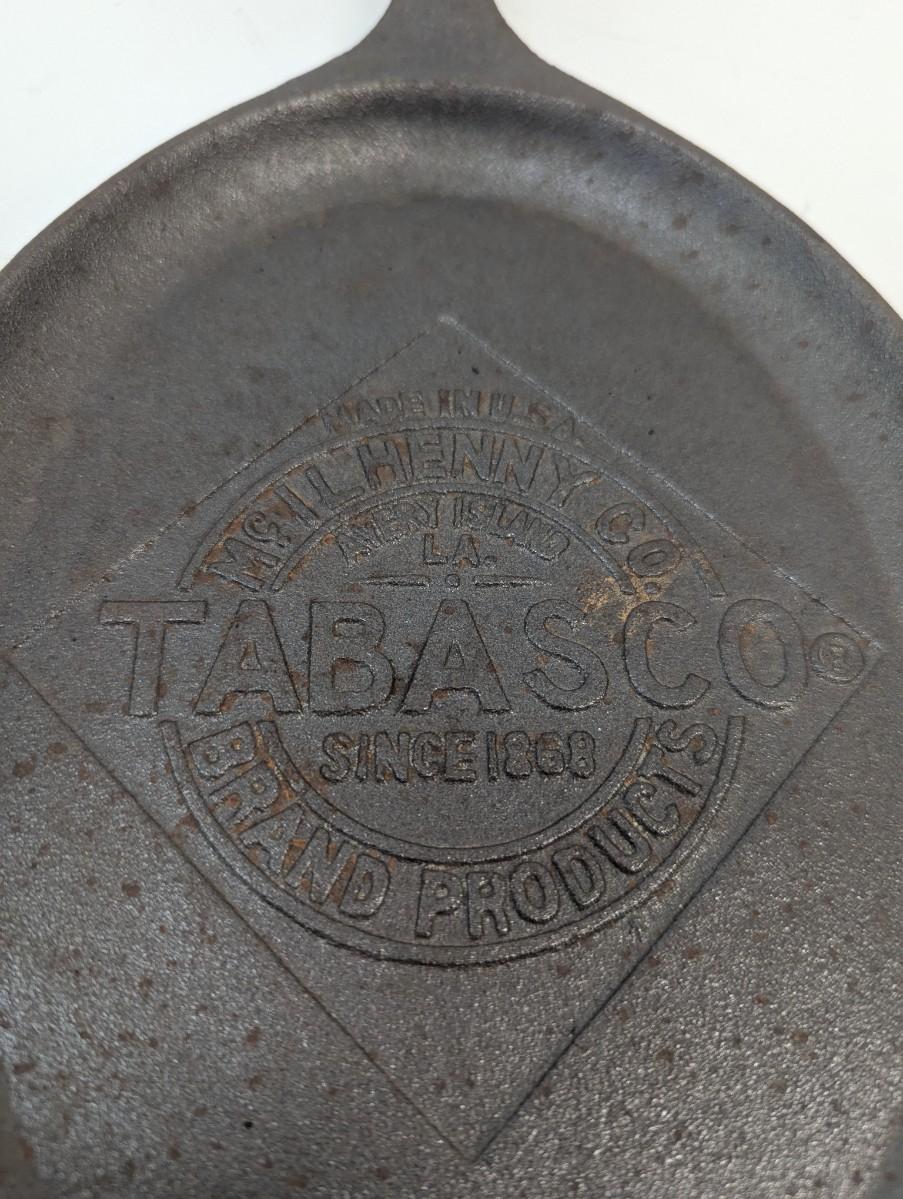 MADE IN U.S.A.
McILHENNY CO.
AVERY ISLAND
LA.
TABASCO®
SINCE 1868
BRAND PRODUCTS